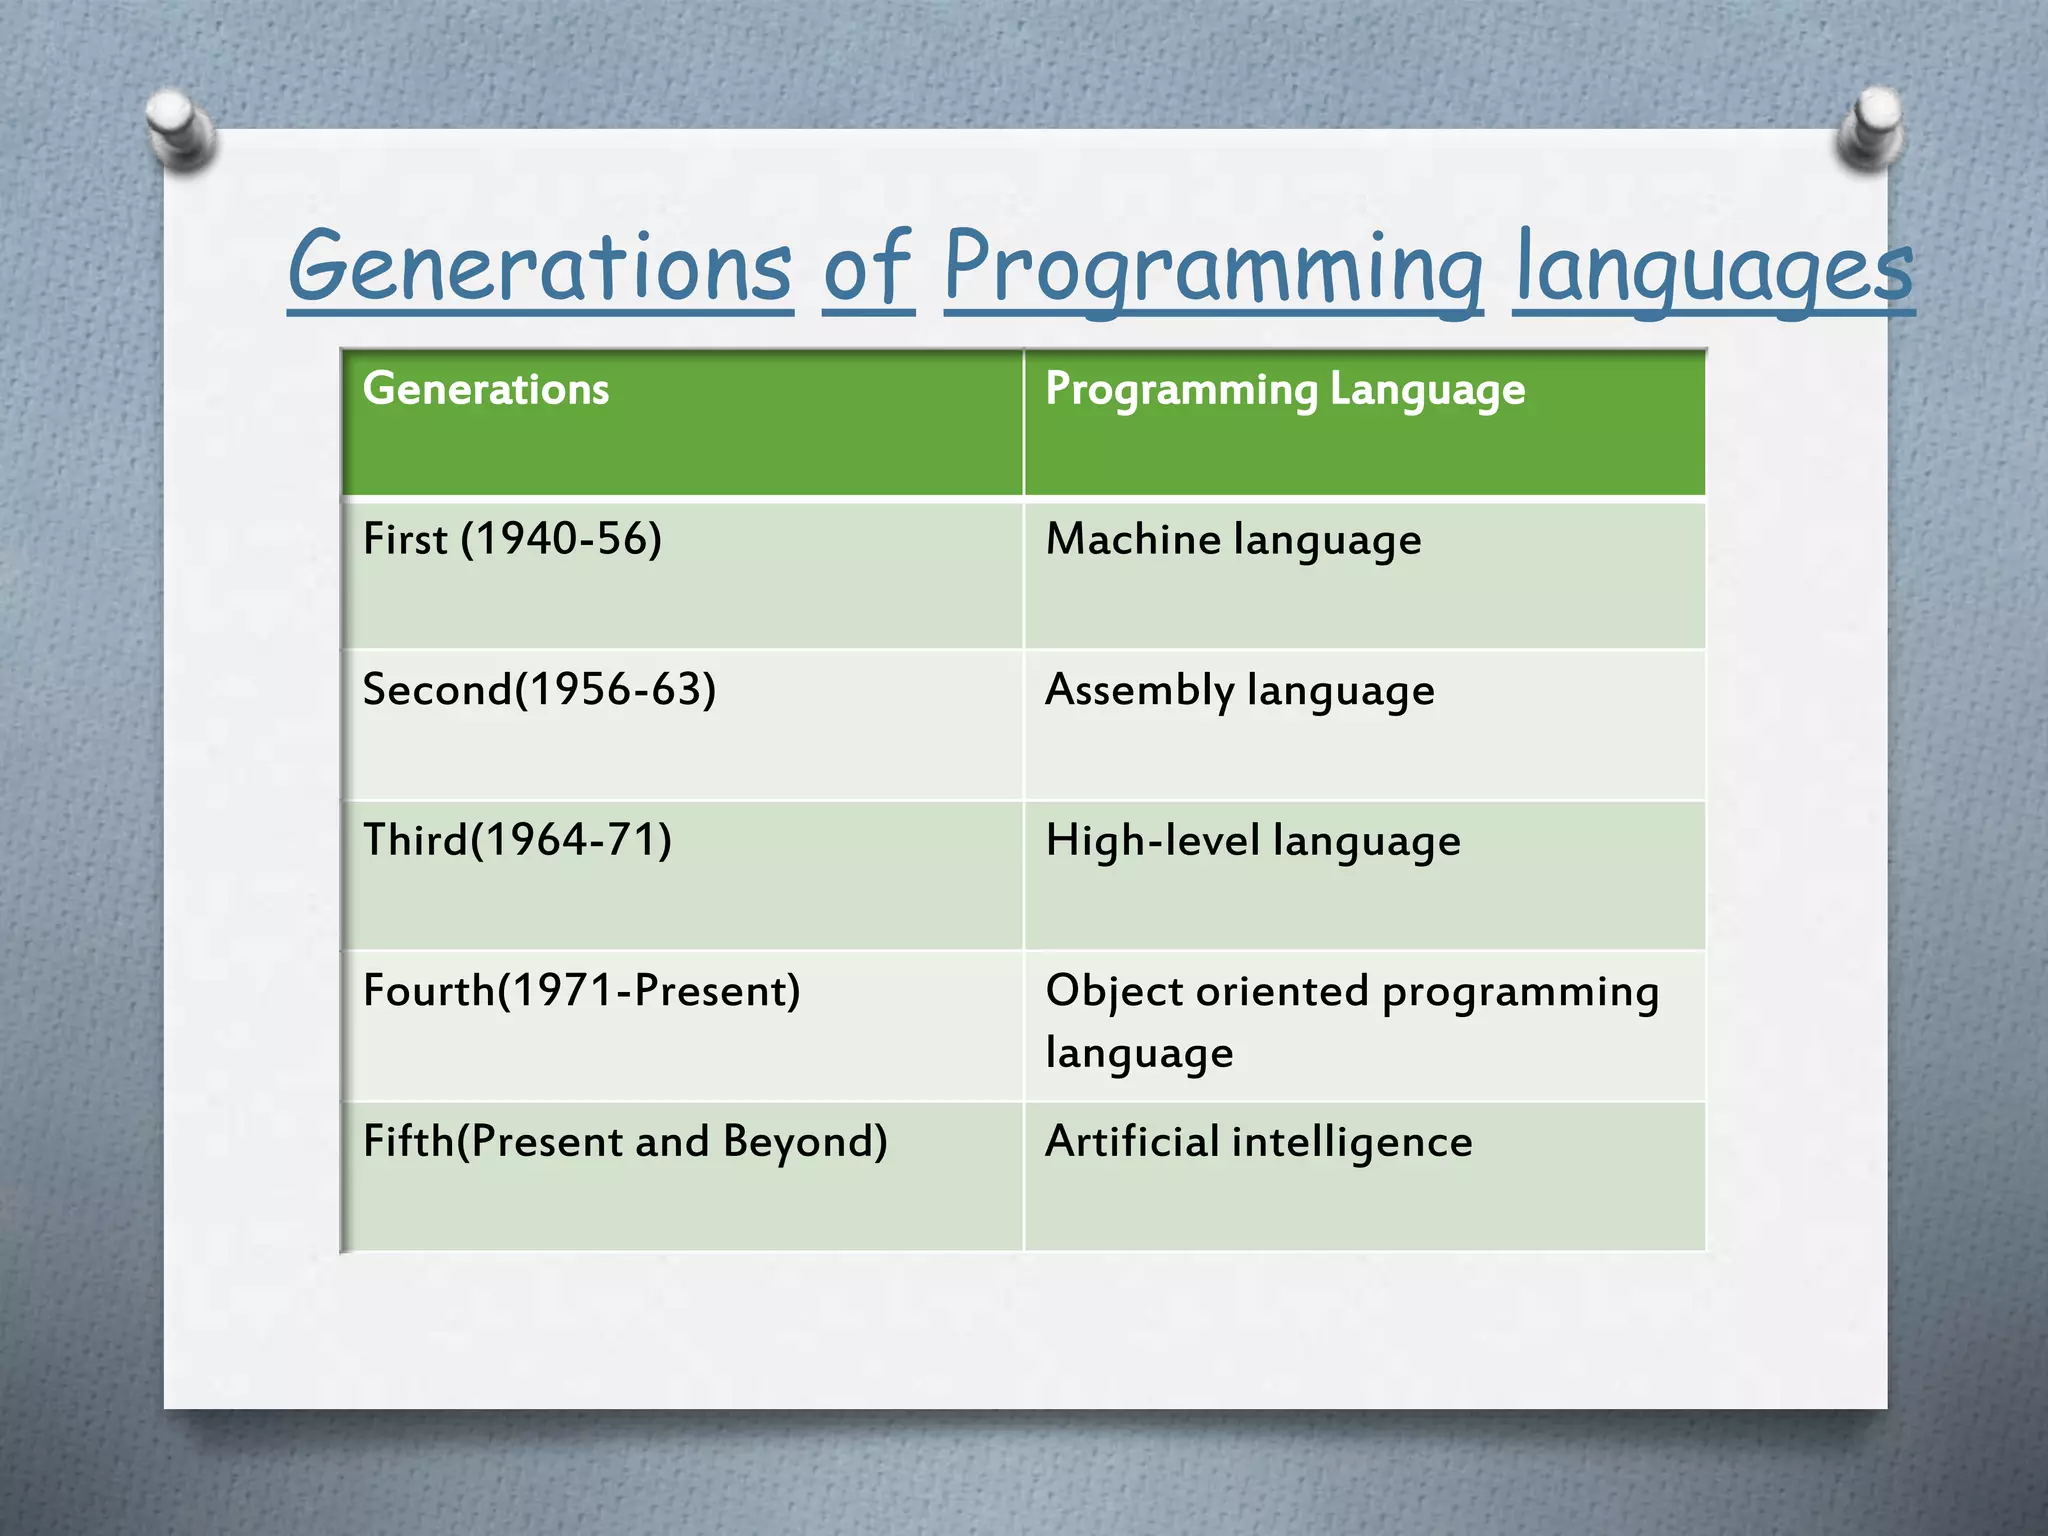 Generations of Programming languages
Generations
Programming Language
First (1940-56)
Machine language
Second(1956-63)
Assembly language
Third(1964-71)
High-level language
Fourth(1971-Present)
Object oriented programming
language
Fifth(Present and Beyond)
Artificial intelligence